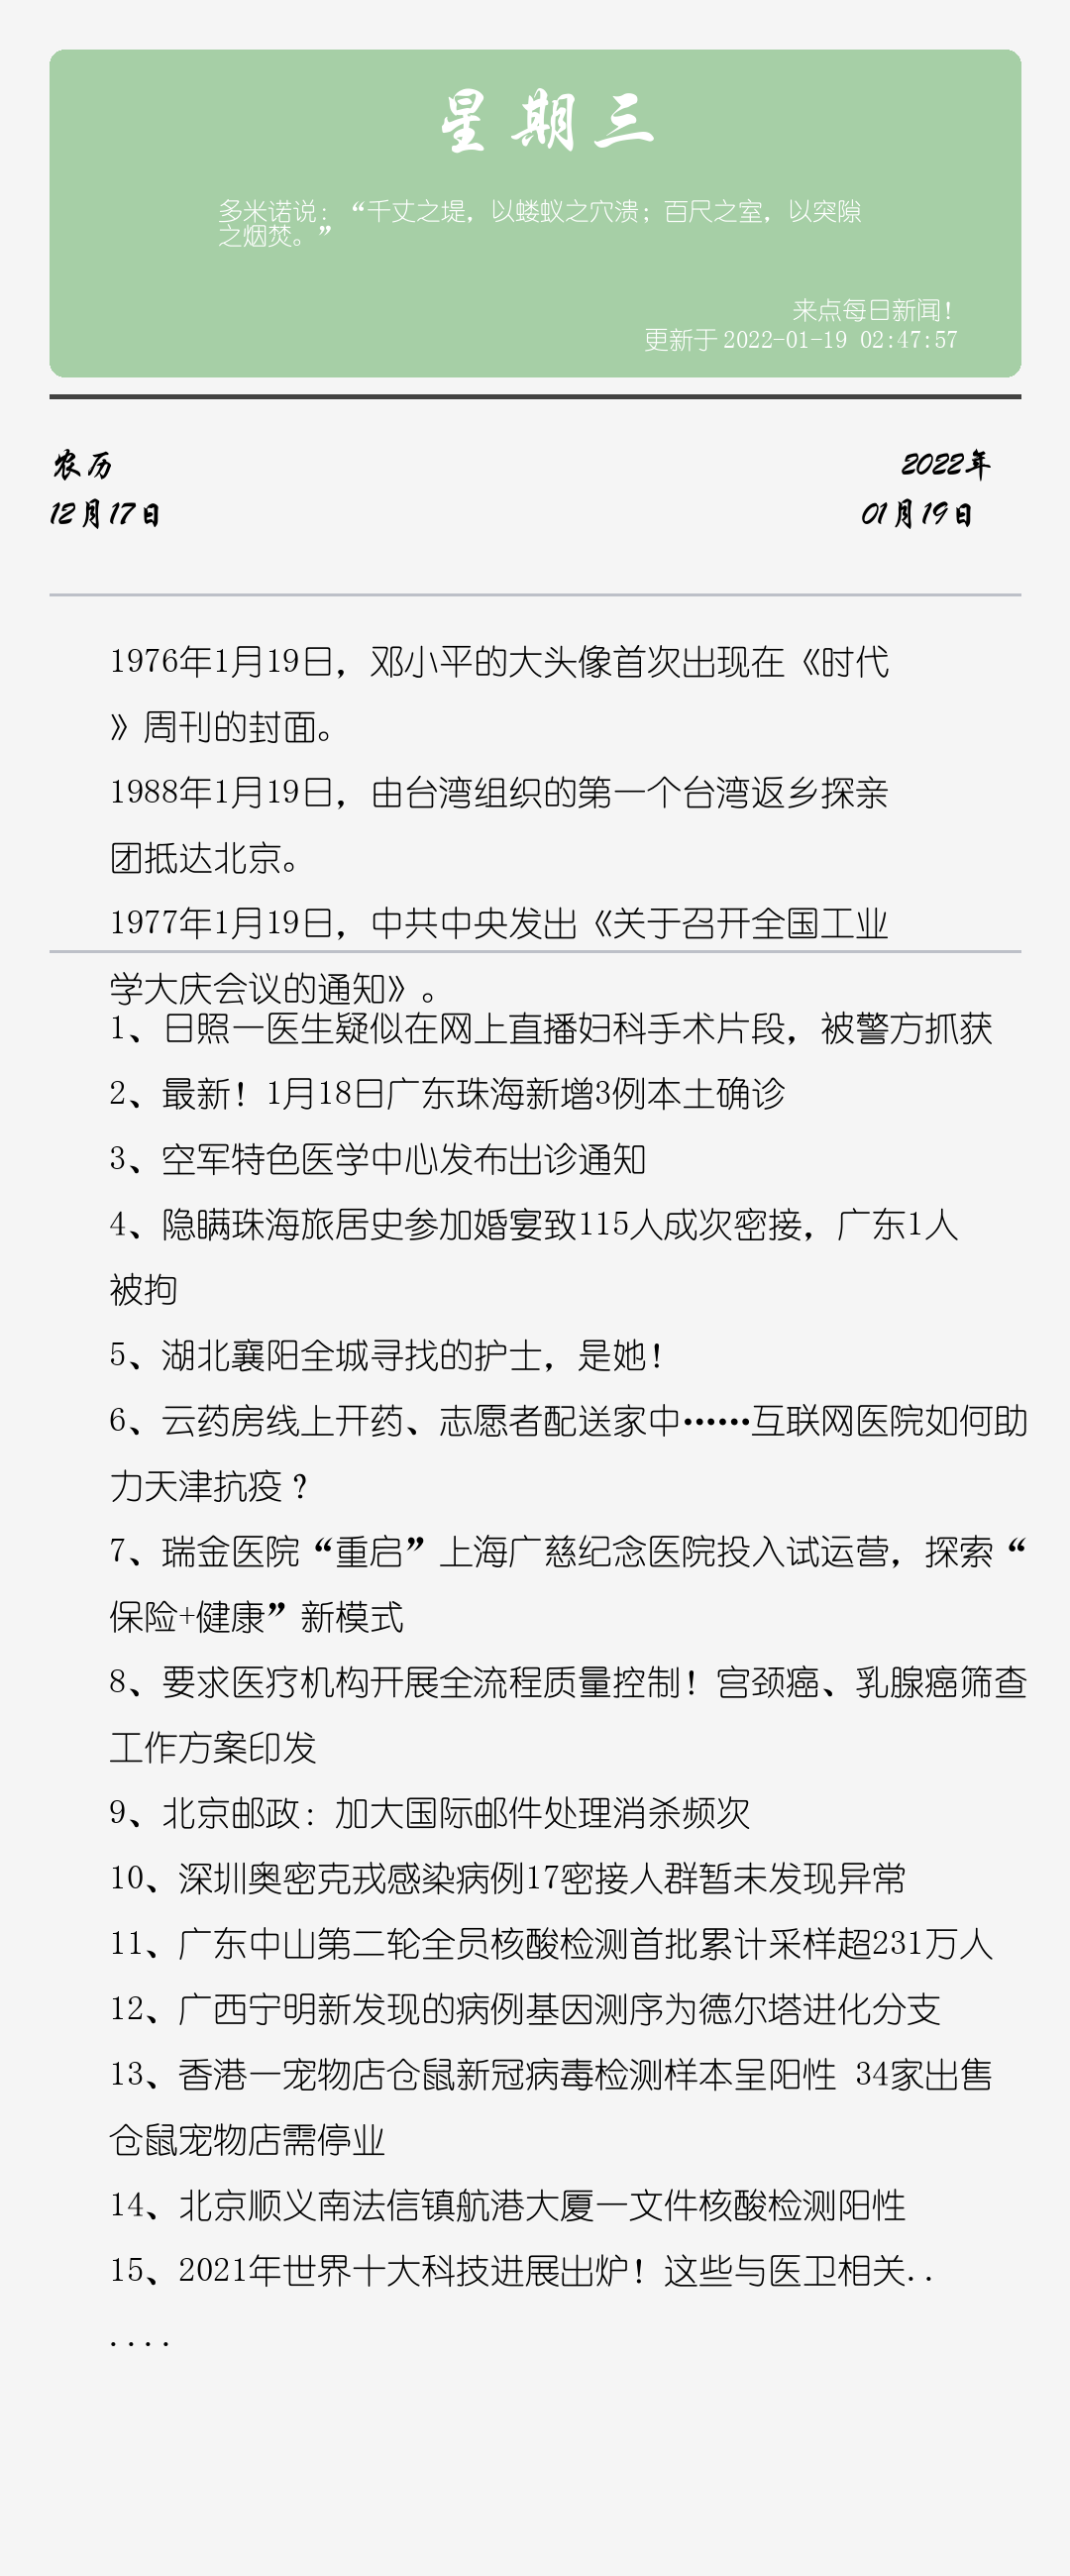 星期三
多米诺说：“千丈之堤，以蝼蚁之穴溃；百尺之室，以突隙
之烟焚。”
来点每日新闻！
更新于2022-01-19 02:47:57
农历
12月17日
2022年
01月19日
1976年1月19日，邓小平的大头像首次出现在《时代
》周刊的封面。
1988年1月19日，由台湾组织的第一个台湾返乡探亲
团抵达北京。
1977年1月19日，中共中央发出《关于召开全国工业
学大庆会议的通知》。
1、日照一医生疑似在网上直播妇科手术片段，被警方抓获
2、最新！1月18日广东珠海新增3例本土确诊
3、空军特色医学中心发布出诊通知
4、隐瞒珠海旅居史参加婚宴致115人成次密接，广东1人
被拘
5、湖北襄阳全城寻找的护士，是她！
6、云药房线上开药、志愿者配送家中……互联网医院如何助
力天津抗疫？
7、瑞金医院“重启”上海广慈纪念医院投入试运营，探索“
保险+健康”新模式
8、要求医疗机构开展全流程质量控制！宫颈癌、乳腺癌筛查
工作方案印发
9、北京邮政：加大国际邮件处理消杀频次
10、深圳奥密克戎感染病例17密接人群暂未发现异常
11、广东中山第二轮全员核酸检测首批累计采样超231万人
12、广西宁明新发现的病例基因测序为德尔塔进化分支
13、香港一宠物店仓鼠新冠病毒检测样本呈阳性 34家出售
仓鼠宠物店需停业
14、北京顺义南法信镇航港大厦一文件核酸检测阳性
15、2021年世界十大科技进展出炉！这些与医卫相关..
....